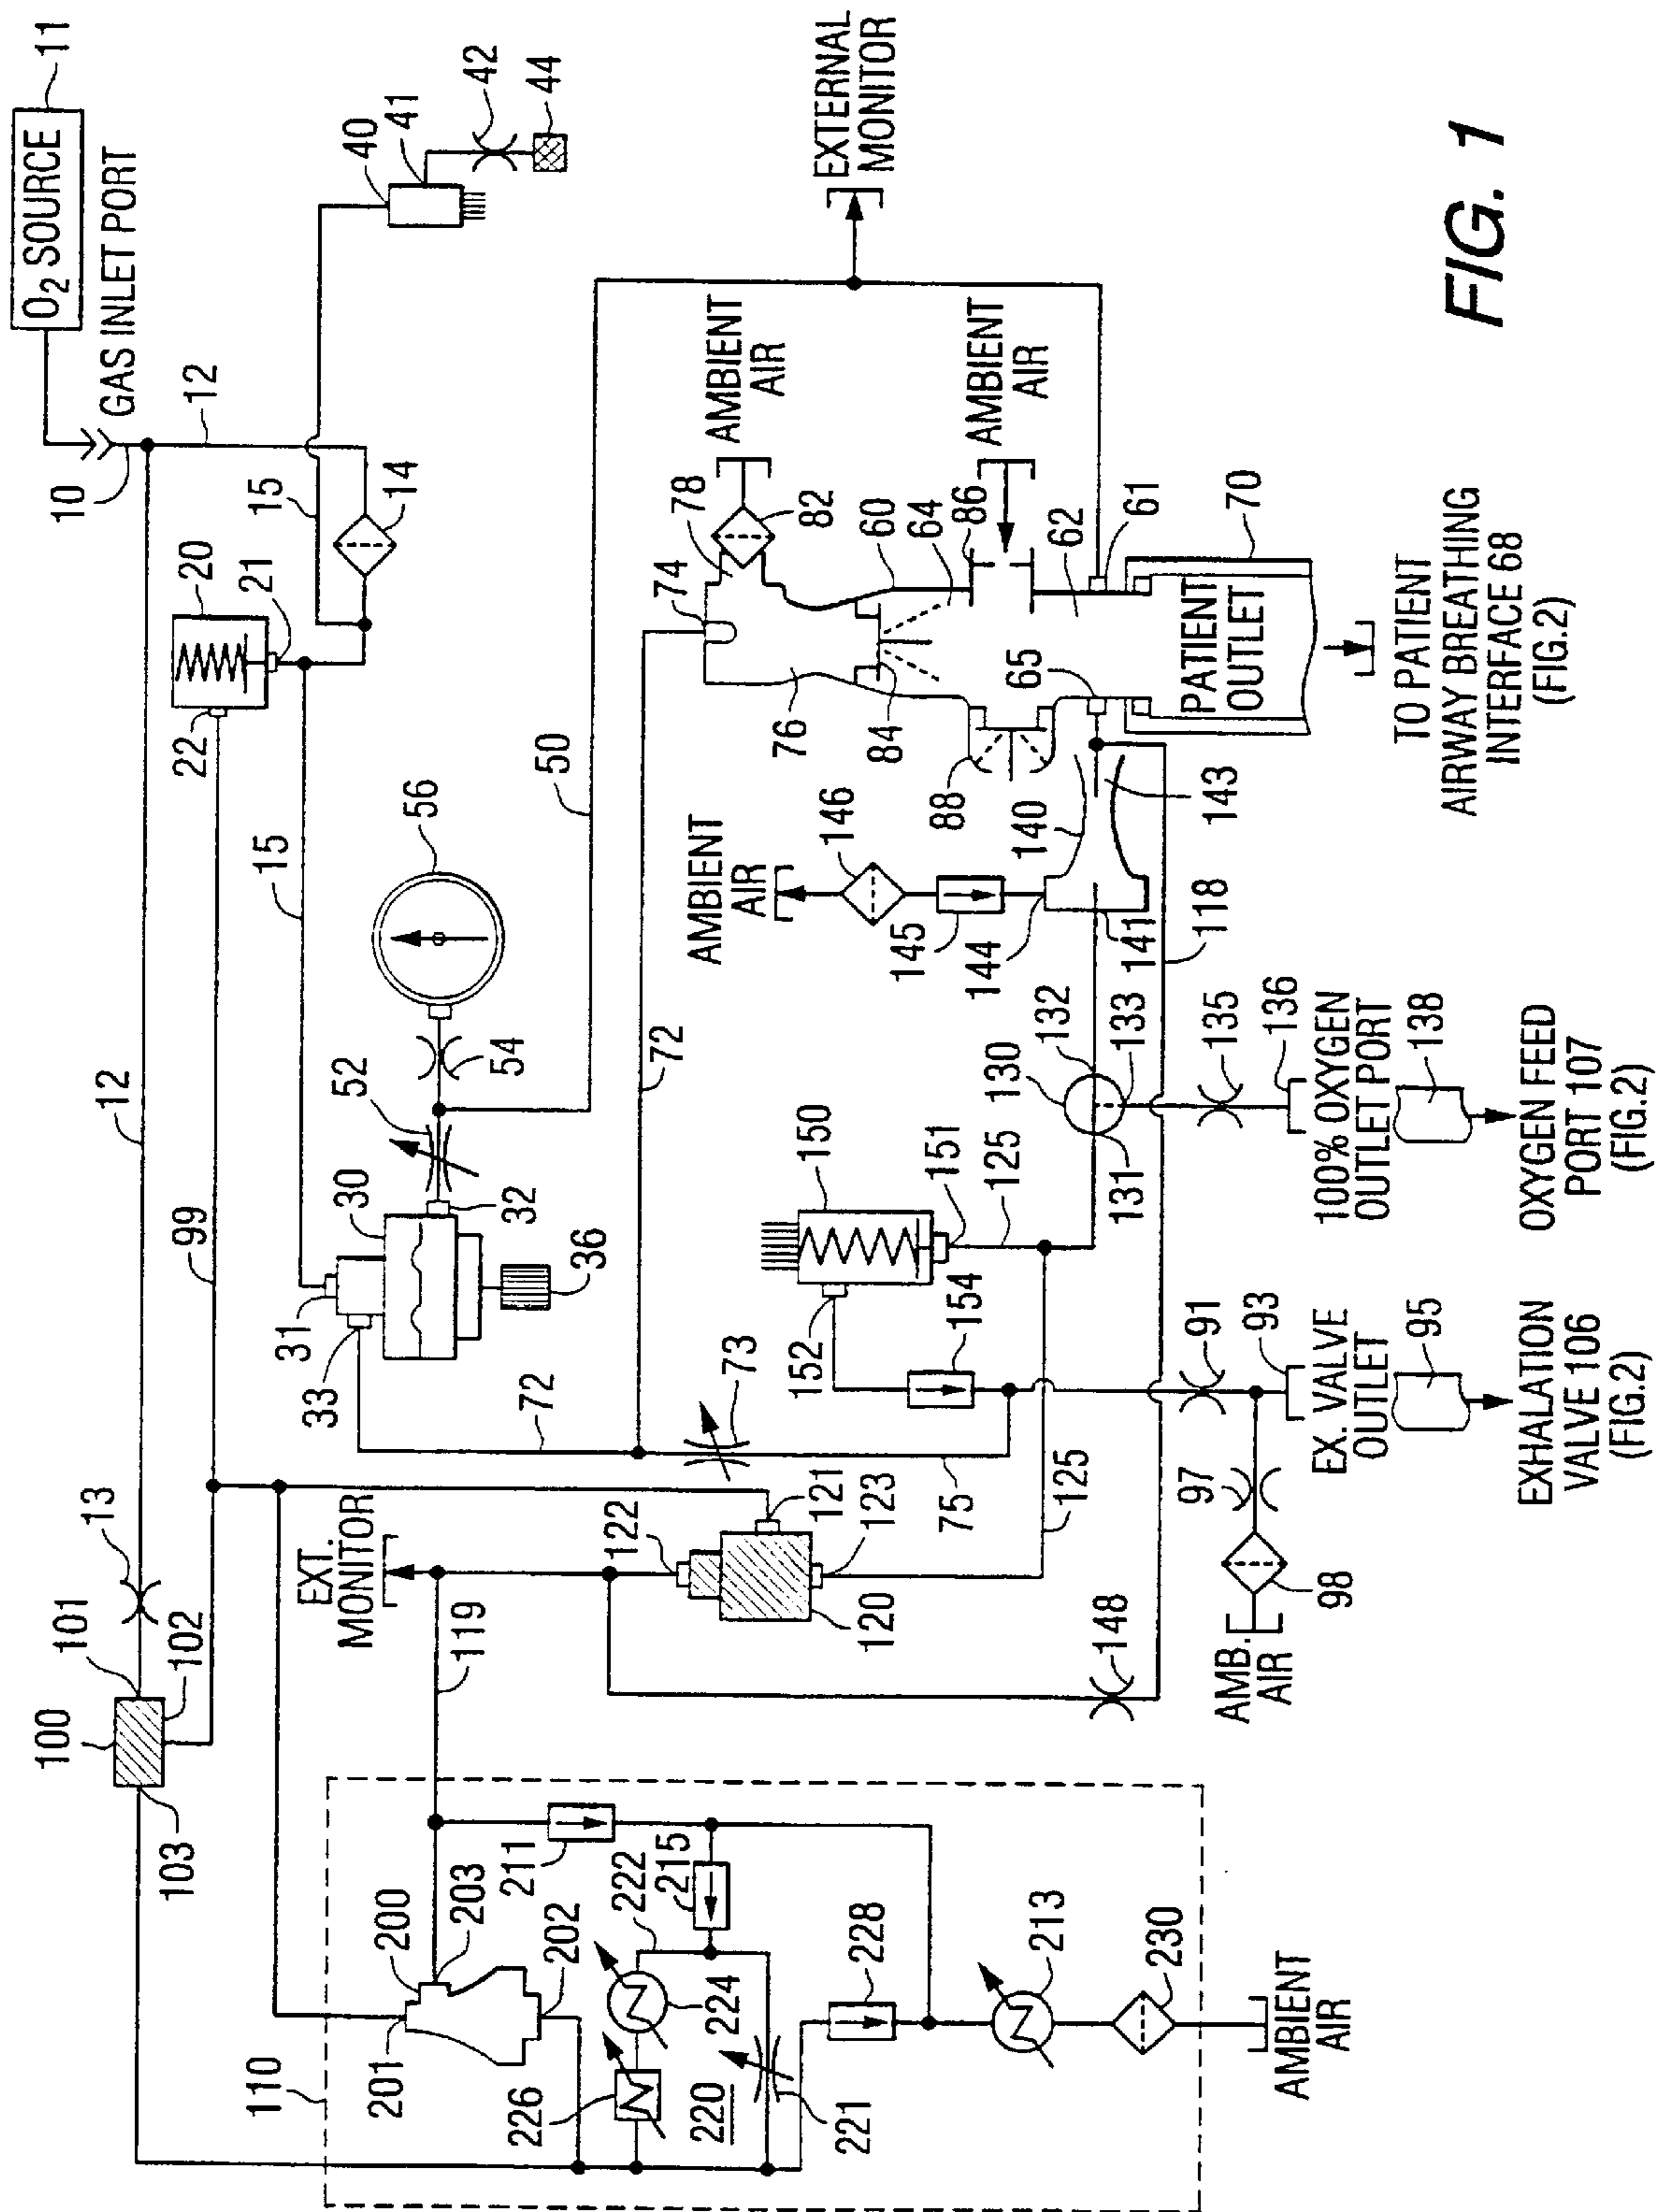 O2 SOURCE
11
GAS INLET PORT
10
12
15
14
40
41
42
44
20
21
22
12
99
15
13
101
102
100
103
56
50
52
54
30
31
32
33
36
72
72
73
75
EXTERNAL
MONITOR
AMBIENT
AIR
AMBIENT
AIR
74
78
82
76
60
64
84
86
62
61
65
88
70
PATIENT
OUTLET
TO PATIENT
AIRWAY BREATHING
INTERFACE 68
(FIG.2)
AMBIENT
AIR
146
145
144
140
141
143
118
130
131
132
133
135
136
100% OXYGEN
OUTLET PORT
138
OXYGEN FEED
PORT 107
(FIG.2)
150
151
152
154
125
125
91
93
EX. VALVE
OUTLET
95
EXHALATION
VALVE 106
(FIG.2)
97
98
AMB.
AIR
EXT.
MONITOR
119
120
121
122
123
148
110
200
201
202
203
211
215
222
224
226
220
221
228
213
230
AMBIENT
AIR
FIG. 1